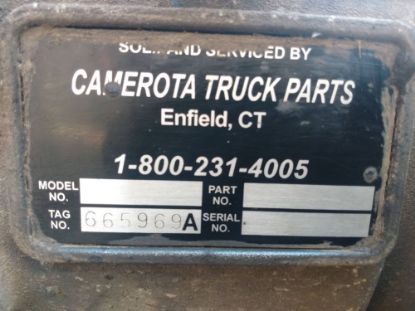 SOLD AND SERVICED BY
CAMEROTA TRUCK PARTS
Enfield, CT
1-800-231-4005
MODEL NO. PART NO.
TAG NO. 665969A SERIAL NO.